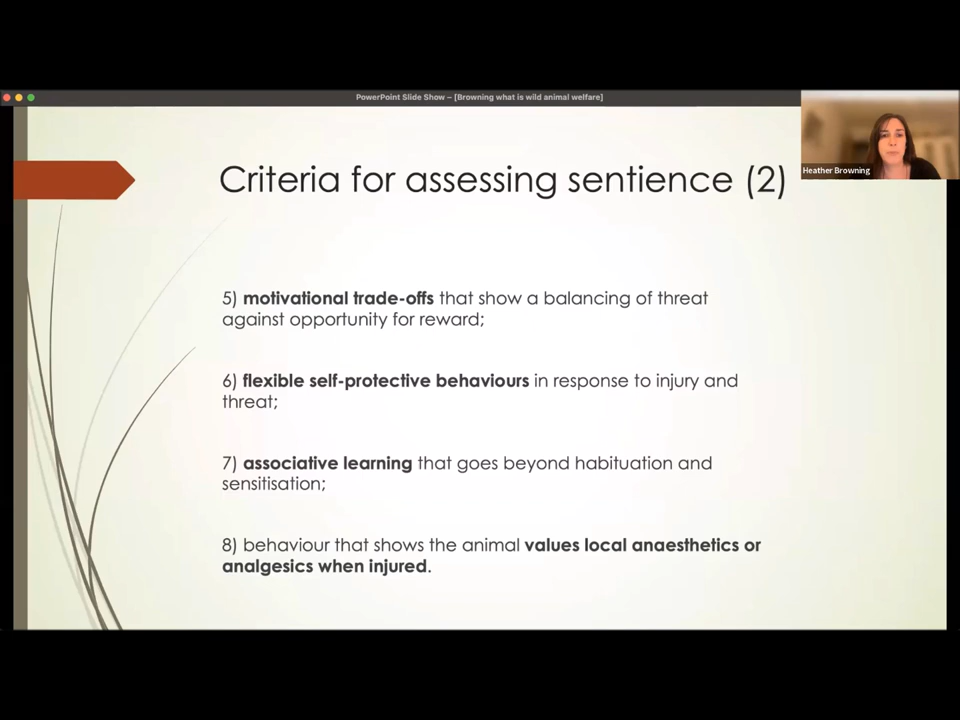 PowerPoint Slide Show – [Browning what is wild animal welfare]
Heather Browning
Criteria for assessing sentience (2)
5) motivational trade-offs that show a balancing of threat
against opportunity for reward;
6) flexible self-protective behaviours in response to injury and
threat;
7) associative learning that goes beyond habituation and
sensitisation;
8) behaviour that shows the animal values local anaesthetics or
analgesics when injured.